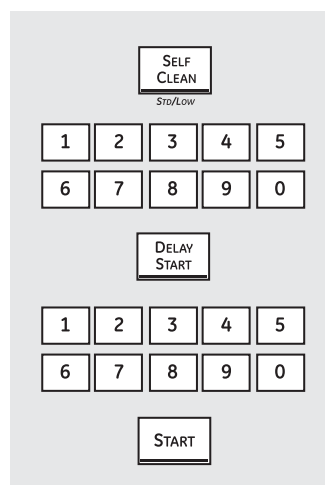 SELF
CLEAN
STD/LOW
1 2 3 4 5
6 7 8 9 0
DELAY
START
1 2 3 4 5
6 7 8 9 0
START